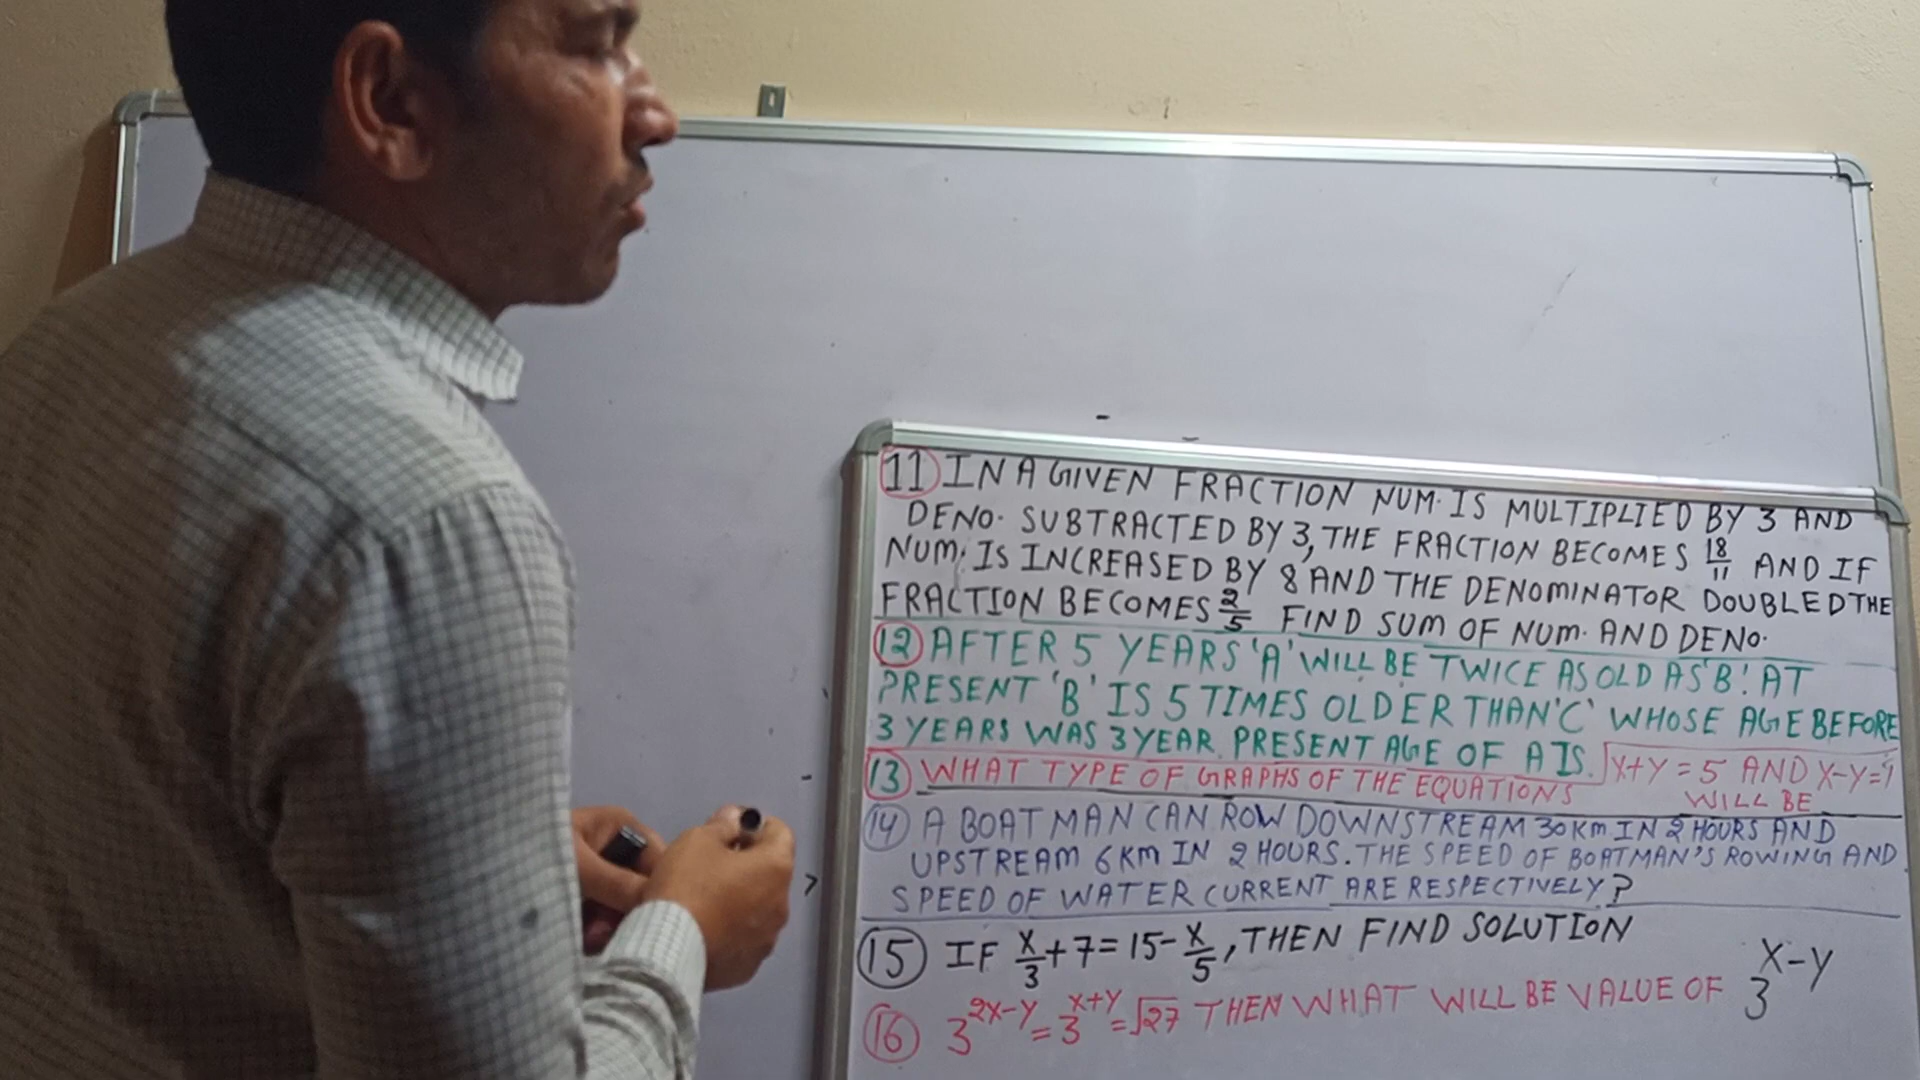 11 IN A GIVEN FRACTION NUM. IS MULTIPLIED BY 3 AND
DENO. SUBTRACTED BY 3, THE FRACTION BECOMES 18/11 AND IF
NUM. IS INCREASED BY 8 AND THE DENOMINATOR DOUBLED THE
FRACTION BECOMES 2/5 FIND SUM OF NUM. AND DENO.
12 AFTER 5 YEARS 'A' WILL BE TWICE AS OLD AS 'B'. AT
PRESENT 'B' IS 5 TIMES OLDER THAN 'C' WHOSE AGE BEFORE
3 YEARS WAS 3 YEAR. PRESENT AGE OF A IS.
13 WHAT TYPE OF GRAPHS OF THE EQUATIONS X+Y=5 AND X-Y=
WILL BE
14 A BOATMAN CAN ROW DOWNSTREAM 30KM IN 2 HOURS AND
UPSTREAM 6KM IN 2 HOURS. THE SPEED OF BOATMAN'S ROWING AND
SPEED OF WATER CURRENT ARE RESPECTIVELY?
15 IF x/3+7=15-x/5, THEN FIND SOLUTION
16 3^(2x-y)=3^(x+y)=√27 THEN WHAT WILL BE VALUE OF 3^(x-y)